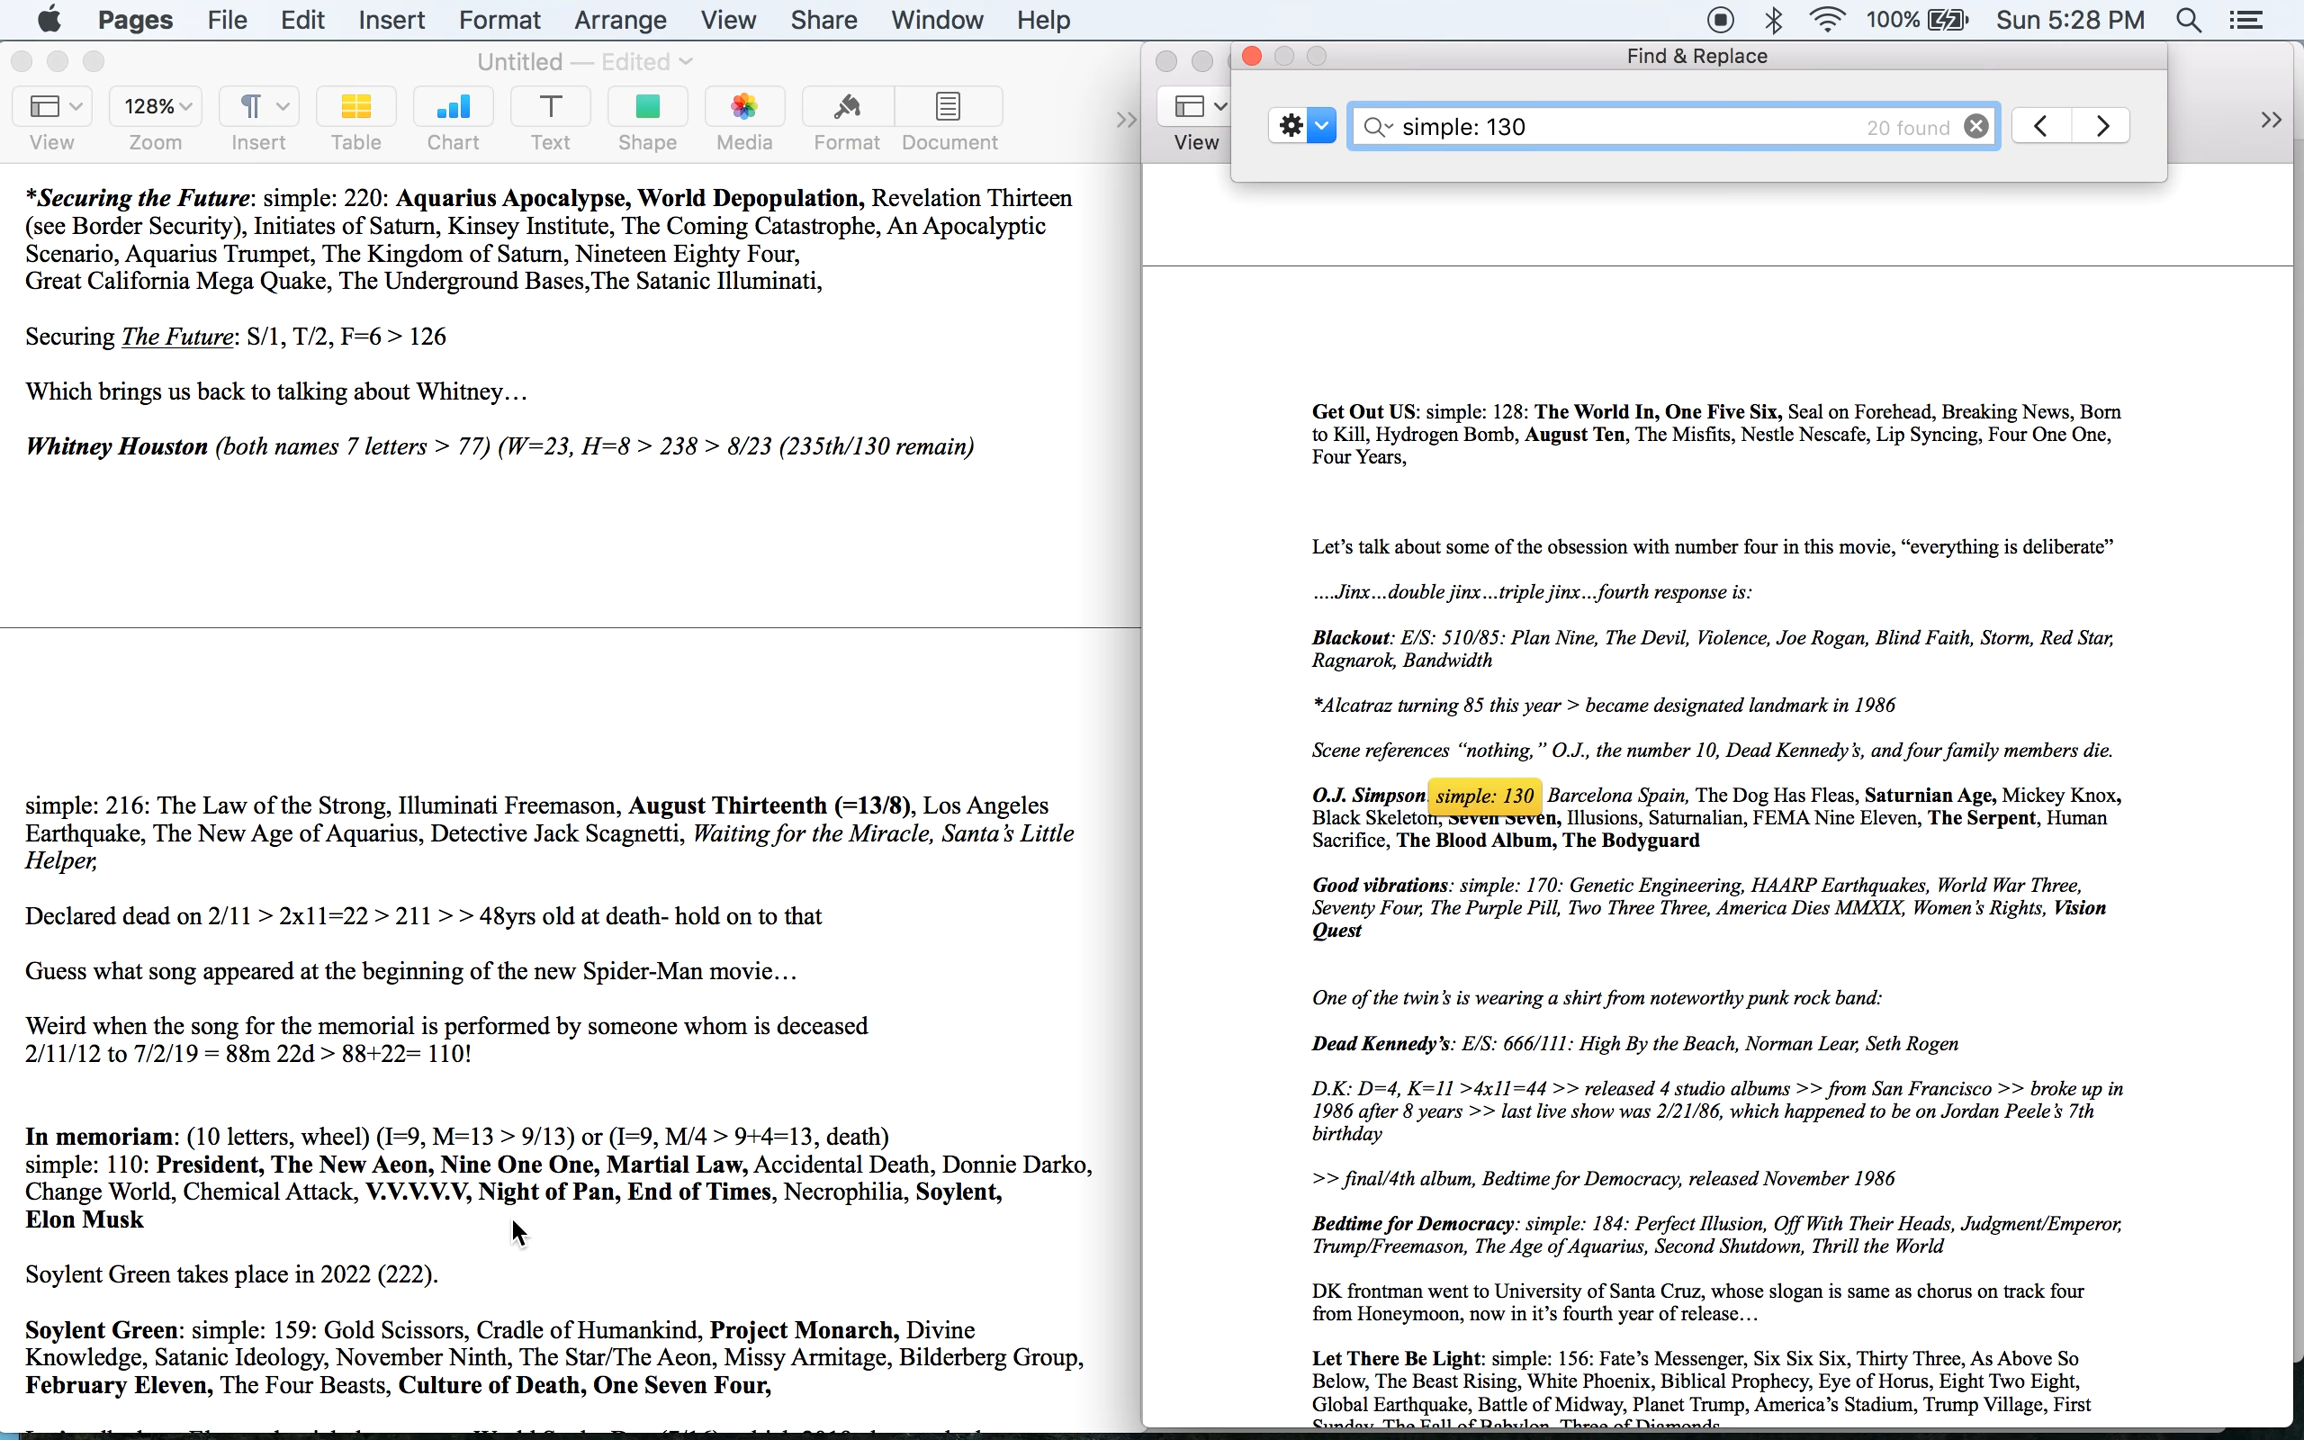 Pages File Edit Insert Format Arrange View Share Window Help 100% Sun 5:28 PM
Untitled — Edited
128%
View Zoom Insert Table Chart Text Shape Media Format Document
*Securing the Future: simple: 220: Aquarius Apocalypse, World Depopulation, Revelation Thirteen
(see Border Security), Initiates of Saturn, Kinsey Institute, The Coming Catastrophe, An Apocalyptic
Scenario, Aquarius Trumpet, The Kingdom of Saturn, Nineteen Eighty Four,
Great California Mega Quake, The Underground Bases,The Satanic Illuminati,
Securing The Future: S/1, T/2, F=6 > 126
Which brings us back to talking about Whitney…
Whitney Houston (both names 7 letters > 77) (W=23, H=8 > 238 > 8/23 (235th/130 remain)
simple: 216: The Law of the Strong, Illuminati Freemason, August Thirteenth (=13/8), Los Angeles
Earthquake, The New Age of Aquarius, Detective Jack Scagnetti, Waiting for the Miracle, Santa's Little
Helper,
Declared dead on 2/11 > 2x11=22 > 211 > > 48yrs old at death- hold on to that
Guess what song appeared at the beginning of the new Spider-Man movie…
Weird when the song for the memorial is performed by someone whom is deceased
2/11/12 to 7/2/19 = 88m 22d > 88+22= 110!
In memoriam: (10 letters, wheel) (I=9, M=13 > 9/13) or (I=9, M/4 > 9+4=13, death)
simple: 110: President, The New Aeon, Nine One One, Martial Law, Accidental Death, Donnie Darko,
Change World, Chemical Attack, V.V.V.V.V, Night of Pan, End of Times, Necrophilia, Soylent,
Elon Musk
Soylent Green takes place in 2022 (222).
Soylent Green: simple: 159: Gold Scissors, Cradle of Humankind, Project Monarch, Divine
Knowledge, Satanic Ideology, November Ninth, The Star/The Aeon, Missy Armitage, Bilderberg Group,
February Eleven, The Four Beasts, Culture of Death, One Seven Four,
Find & Replace
simple: 130 20 found
View
Get Out US: simple: 128: The World In, One Five Six, Seal on Forehead, Breaking News, Born
to Kill, Hydrogen Bomb, August Ten, The Misfits, Nestle Nescafe, Lip Syncing, Four One One,
Four Years,
Let's talk about some of the obsession with number four in this movie, “everything is deliberate”
....Jinx...double jinx...triple jinx...fourth response is:
Blackout: E/S: 510/85: Plan Nine, The Devil, Violence, Joe Rogan, Blind Faith, Storm, Red Star,
Ragnarok, Bandwidth
*Alcatraz turning 85 this year > became designated landmark in 1986
Scene references “nothing,” O.J., the number 10, Dead Kennedy's, and four family members die.
O.J. Simpson simple: 130 Barcelona Spain, The Dog Has Fleas, Saturnian Age, Mickey Knox,
Black Skeleton, Seven Seven, Illusions, Saturnalian, FEMA Nine Eleven, The Serpent, Human
Sacrifice, The Blood Album, The Bodyguard
Good vibrations: simple: 170: Genetic Engineering, HAARP Earthquakes, World War Three,
Seventy Four, The Purple Pill, Two Three Three, America Dies MMXIX, Women's Rights, Vision
Quest
One of the twin's is wearing a shirt from noteworthy punk rock band:
Dead Kennedy's: E/S: 666/111: High By the Beach, Norman Lear, Seth Rogen
D.K: D=4, K=11 >4x11=44 >> released 4 studio albums >> from San Francisco >> broke up in
1986 after 8 years >> last live show was 2/21/86, which happened to be on Jordan Peele's 7th
birthday
>> final/4th album, Bedtime for Democracy, released November 1986
Bedtime for Democracy: simple: 184: Perfect Illusion, Off With Their Heads, Judgment/Emperor,
Trump/Freemason, The Age of Aquarius, Second Shutdown, Thrill the World
DK frontman went to University of Santa Cruz, whose slogan is same as chorus on track four
from Honeymoon, now in it's fourth year of release…
Let There Be Light: simple: 156: Fate's Messenger, Six Six Six, Thirty Three, As Above So
Below, The Beast Rising, White Phoenix, Biblical Prophecy, Eye of Horus, Eight Two Eight,
Global Earthquake, Battle of Midway, Planet Trump, America's Stadium, Trump Village, First
Sunday, The Fall of Babylon, Three of Diamonds